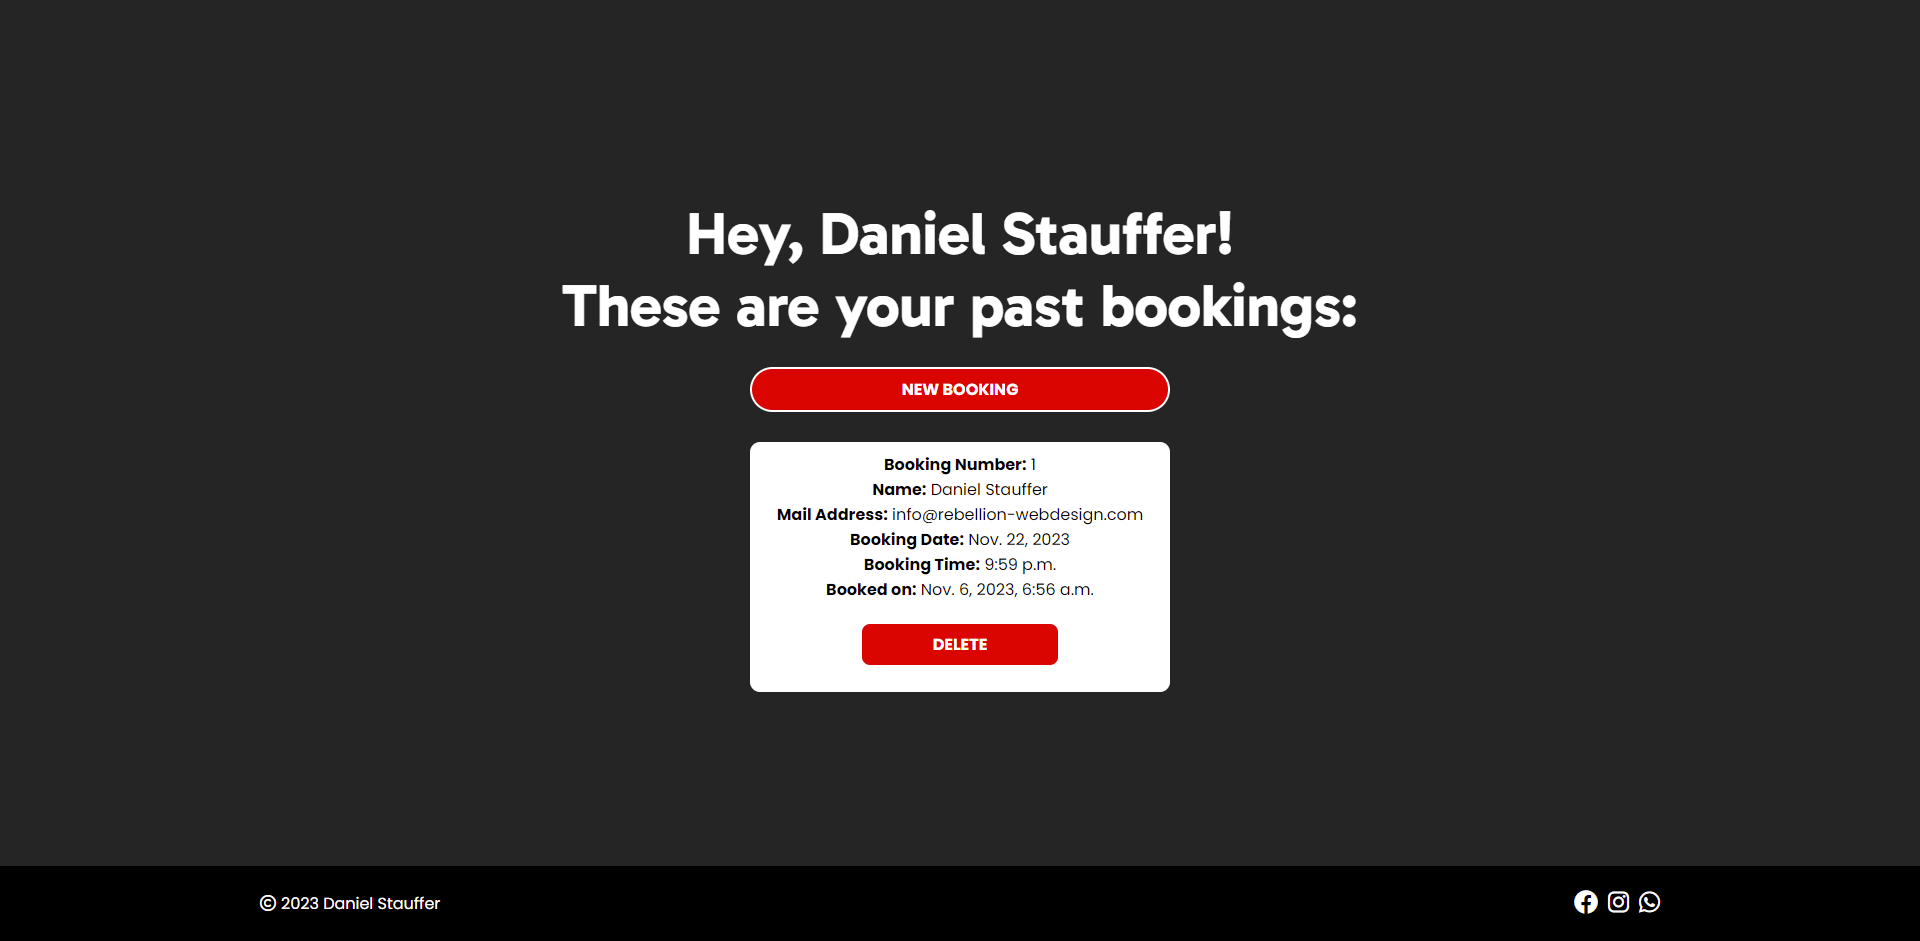 Hey, Daniel Stauffer!
These are your past bookings:
NEW BOOKING
Booking Number: 1
Name: Daniel Stauffer
Mail Address: info@rebellion-webdesign.com
Booking Date: Nov. 22, 2023
Booking Time: 9:59 p.m.
Booked on: Nov. 6, 2023, 6:56 a.m.
DELETE
© 2023 Daniel Stauffer